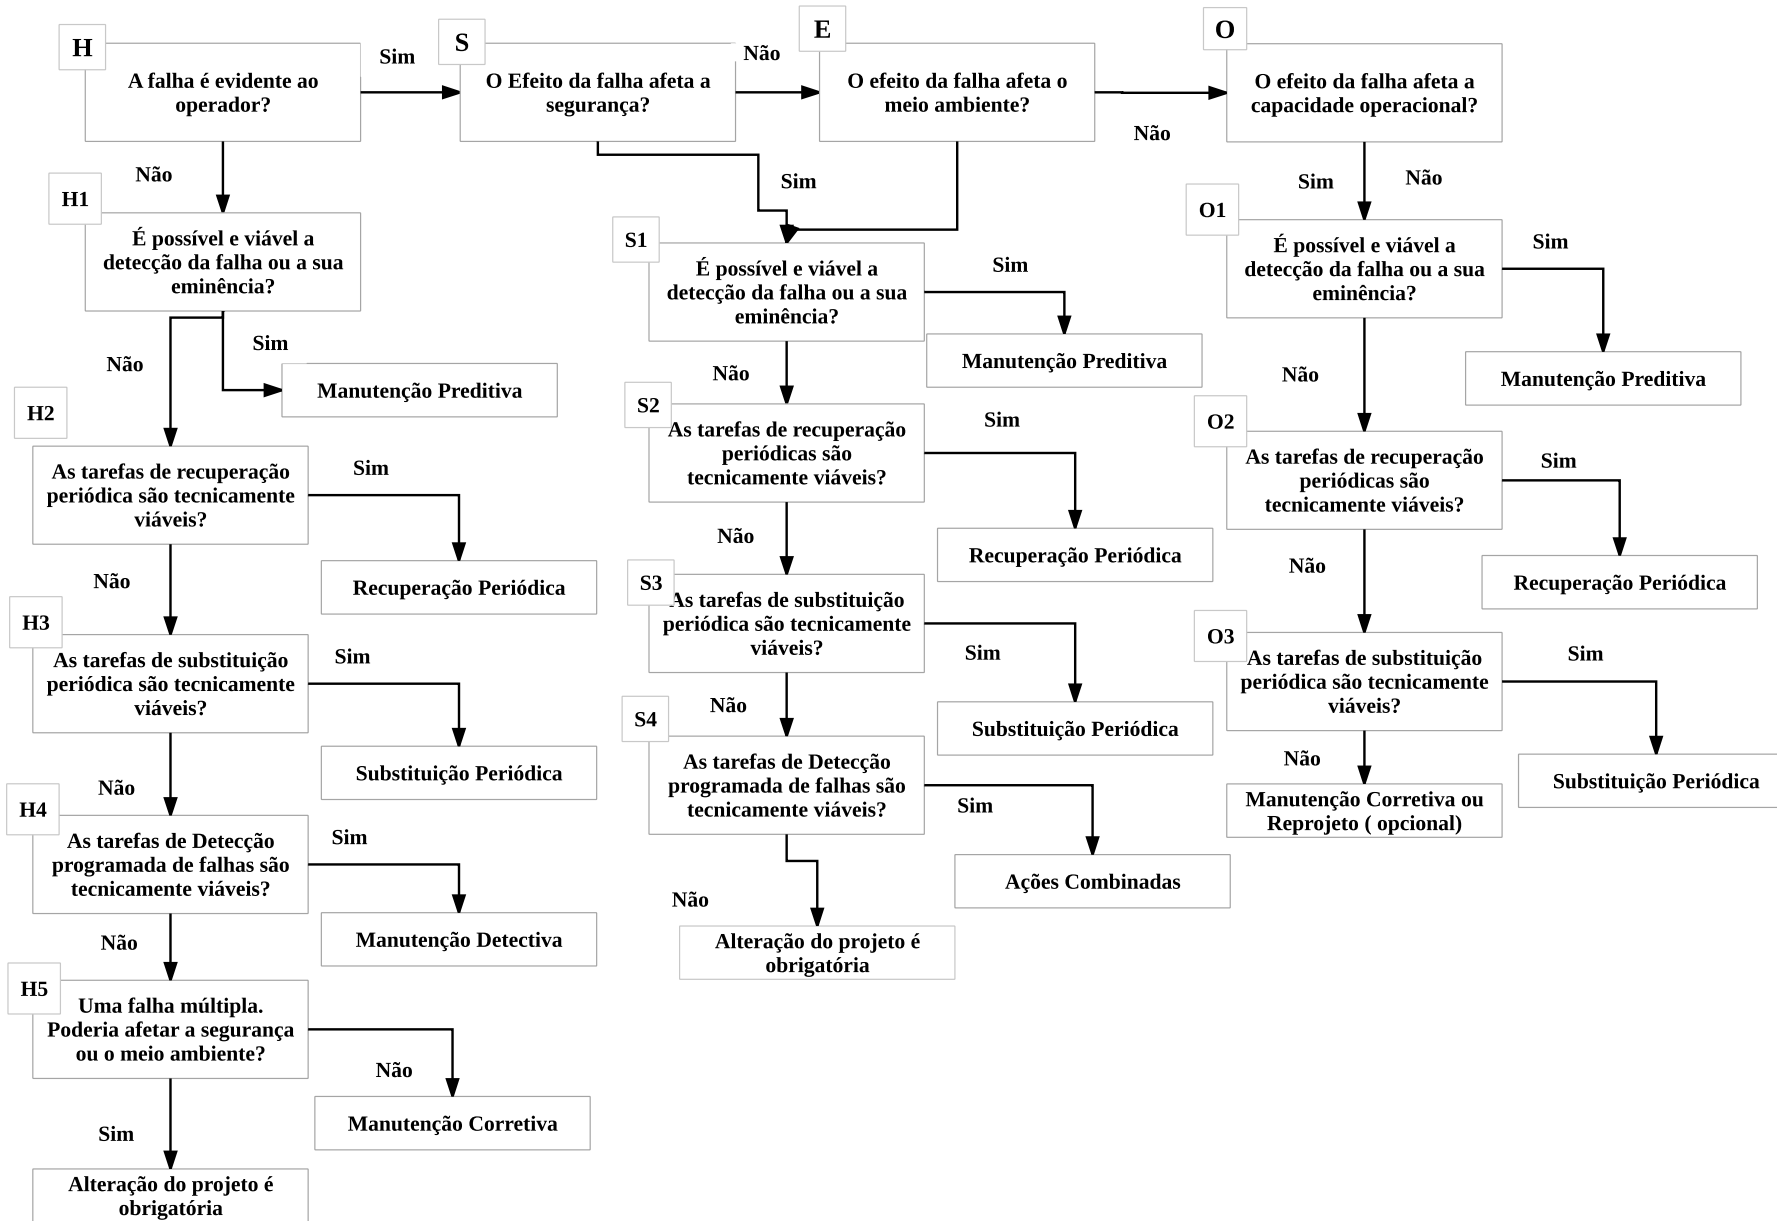 H
A falha é evidente ao
operador?
Sim
S
O Efeito da falha afeta a
segurança?
Não
E
O efeito da falha afeta o
meio ambiente?
Não
O
O efeito da falha afeta a
capacidade operacional?
Não
H1
É possível e viável a
detecção da falha ou a sua
eminência?
Sim
Manutenção Preditiva
Não
H2
As tarefas de recuperação
periódica são tecnicamente
viáveis?
Sim
Recuperação Periódica
Não
H3
As tarefas de substituição
periódica são tecnicamente
viáveis?
Sim
Substituição Periódica
Não
H4
As tarefas de Detecção
programada de falhas são
tecnicamente viáveis?
Sim
Manutenção Detectiva
Não
H5
Uma falha múltipla.
Poderia afetar a segurança
ou o meio ambiente?
Não
Manutenção Corretiva
Sim
Alteração do projeto é
obrigatória
Sim
S1
É possível e viável a
detecção da falha ou a sua
eminência?
Sim
Manutenção Preditiva
Não
S2
As tarefas de recuperação
periódicas são
tecnicamente viáveis?
Sim
Recuperação Periódica
Não
S3
As tarefas de substituição
periódica são tecnicamente
viáveis?
Sim
Substituição Periódica
Não
S4
As tarefas de Detecção
programada de falhas são
tecnicamente viáveis?
Sim
Ações Combinadas
Não
Alteração do projeto é
obrigatória
Sim
Não
O1
É possível e viável a
detecção da falha ou a sua
eminência?
Sim
Manutenção Preditiva
Não
O2
As tarefas de recuperação
periódicas são
tecnicamente viáveis?
Sim
Recuperação Periódica
Não
O3
As tarefas de substituição
periódica são tecnicamente
viáveis?
Sim
Substituição Periódica
Não
Manutenção Corretiva ou
Reprojeto ( opcional)